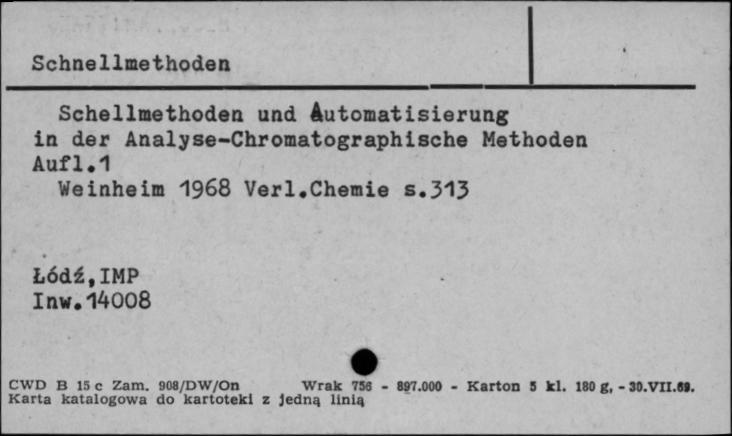 Schnellmethoden
Schellmethoden und Automatisierung
in der Analyse-Chromatographische Methoden
Aufl.1
Weinheim 1968 Verl.Chemie s.313
Łódź,IMP
Inw.14008
CWD B 15 c Zam. 908/DW/On Wrak 756 - 897.000 - Karton 5 kl. 180 g, - 30.VII.69.
Karta katalogowa do kartoteki z jedną linią